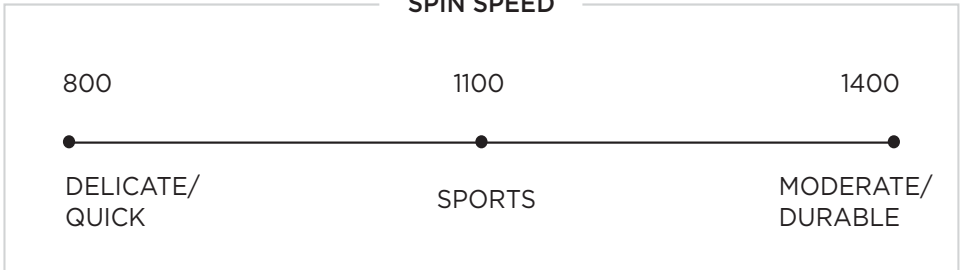 SPIN SPEED
800 1100 1400
DELICATE/
QUICK
SPORTS
MODERATE/
DURABLE